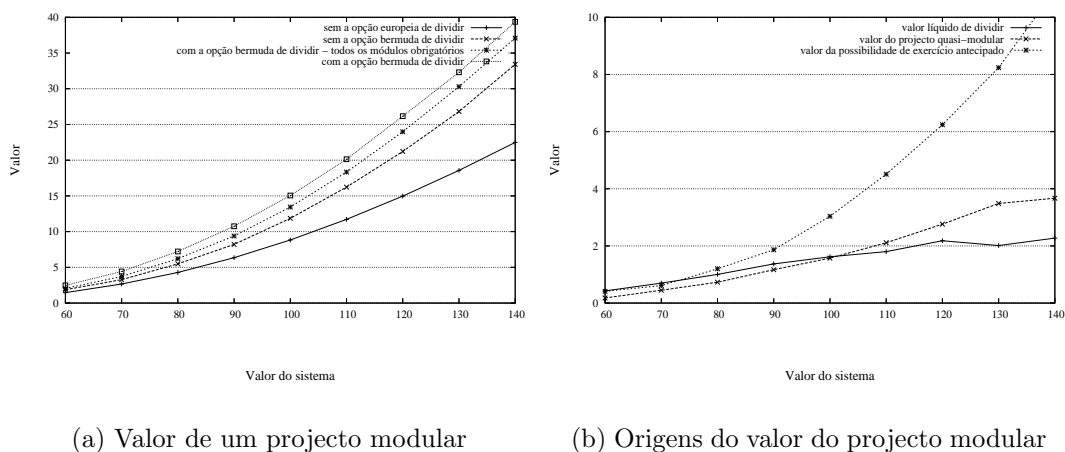 sem a opção europeia de dividir
sem a opção bermuda de dividir
com a opção bermuda de dividir − todos os módulos obrigatórios
com a opção bermuda de dividir
40
35
30
25
20
15
10
5
0
60 70 80 90 100 110 120 130 140
Valor
Valor do sistema
(a) Valor de um projecto modular
valor líquido de dividir
valor do projecto quasi−modular
valor da possibilidade de exercício antecipado
10
8
6
4
2
0
60 70 80 90 100 110 120 130 140
Valor
Valor do sistema
(b) Origens do valor do projecto modular